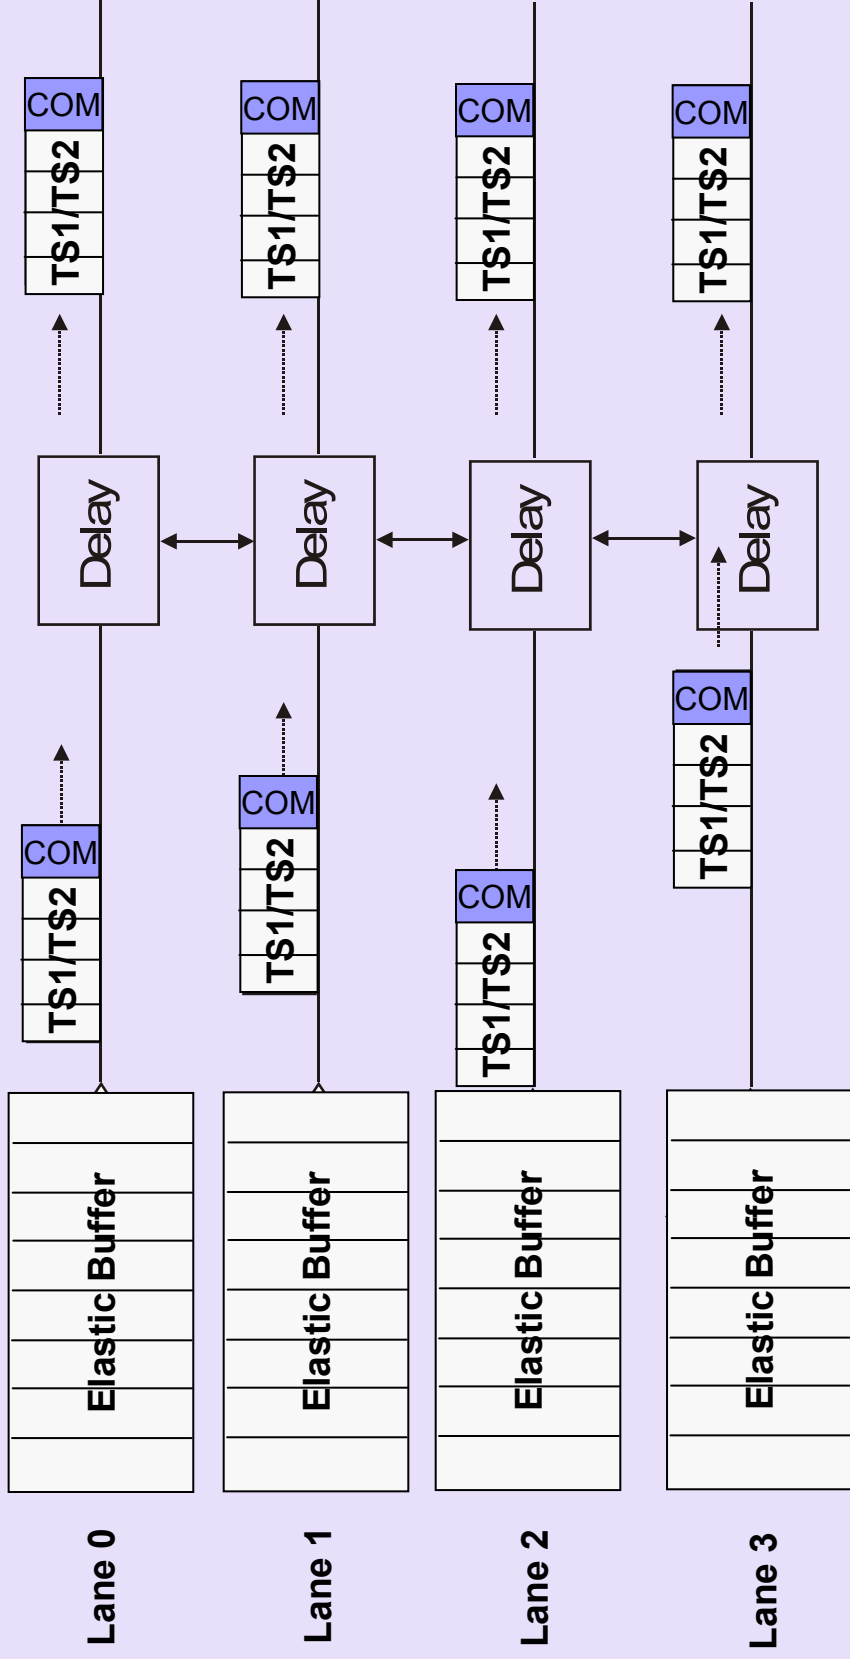 Lane 0
Elastic Buffer
TS1/TS2
COM
Delay
TS1/TS2
COM
Lane 1
Elastic Buffer
TS1/TS2
COM
Delay
TS1/TS2
COM
Lane 2
Elastic Buffer
TS1/TS2
COM
Delay
TS1/TS2
COM
Lane 3
Elastic Buffer
TS1/TS2
COM
Delay
TS1/TS2
COM